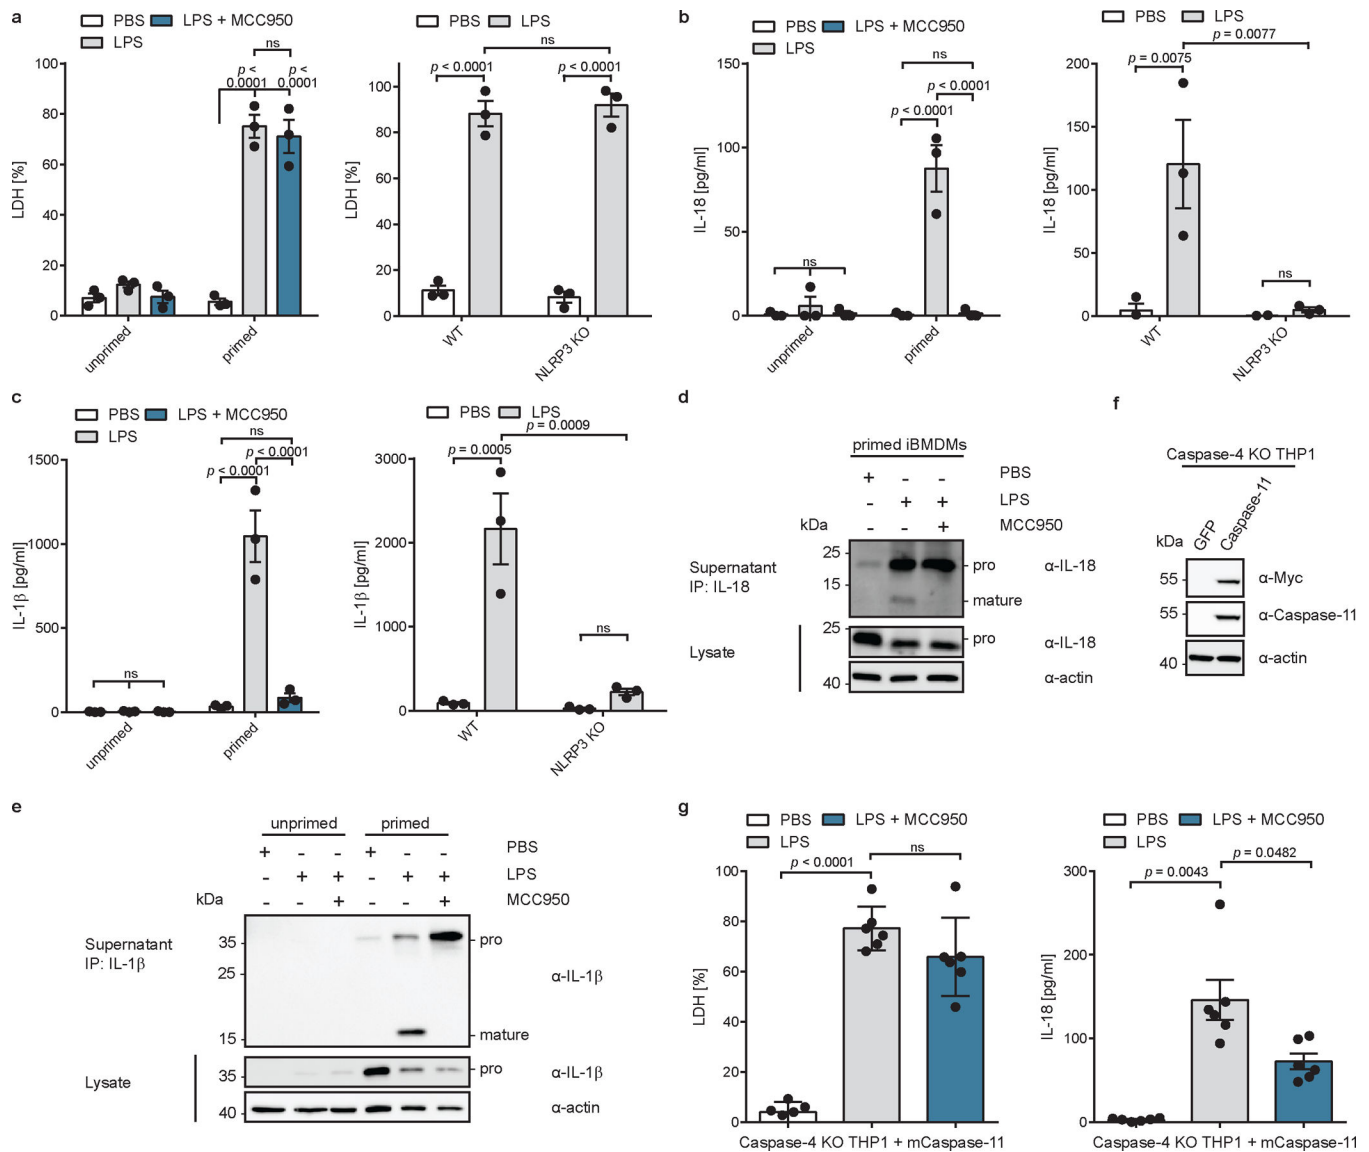 a
PBS
LPS + MCC950
LPS
ns
p <
0.0001
p <
0.0001
LDH [%]
100
80
60
40
20
0
unprimed
primed
PBS
LPS
ns
p < 0.0001
p < 0.0001
LDH [%]
100
80
60
40
20
0
WT
NLRP3 KO
b
PBS
LPS + MCC950
LPS
ns
p < 0.0001
p < 0.0001
ns
IL-18 [pg/ml]
150
100
50
0
unprimed
primed
PBS
LPS
p = 0.0077
p = 0.0075
ns
IL-18 [pg/ml]
200
150
100
50
0
WT
NLRP3 KO
c
PBS
LPS + MCC950
LPS
ns
p < 0.0001
p < 0.0001
ns
IL-1β [pg/ml]
1500
1000
500
0
unprimed
primed
PBS
LPS
p = 0.0009
p = 0.0005
ns
IL-1β [pg/ml]
3000
2000
1000
0
WT
NLRP3 KO
d
primed iBMDMs
+ - - PBS
- + + LPS
kDa - - + MCC950
Supernatant
IP: IL-18
25
15
pro
mature
α-IL-18
Lysate
25
pro
α-IL-18
40
α-actin
f
Caspase-4 KO THP1
kDa
GFP
Caspase-11
55
α-Myc
55
α-Caspase-11
40
α-actin
e
unprimed
primed
+ - - + - - PBS
- + + - + + LPS
kDa - - + - - + MCC950
Supernatant
IP: IL-1β
35
25
15
pro
α-IL-1β
mature
Lysate
35
pro
α-IL-1β
40
α-actin
g
PBS
LPS + MCC950
LPS
ns
p < 0.0001
LDH [%]
100
80
60
40
20
0
Caspase-4 KO THP1 + mCaspase-11
PBS
LPS + MCC950
LPS
p = 0.0482
p = 0.0043
IL-18 [pg/ml]
300
200
100
0
Caspase-4 KO THP1 + mCaspase-11